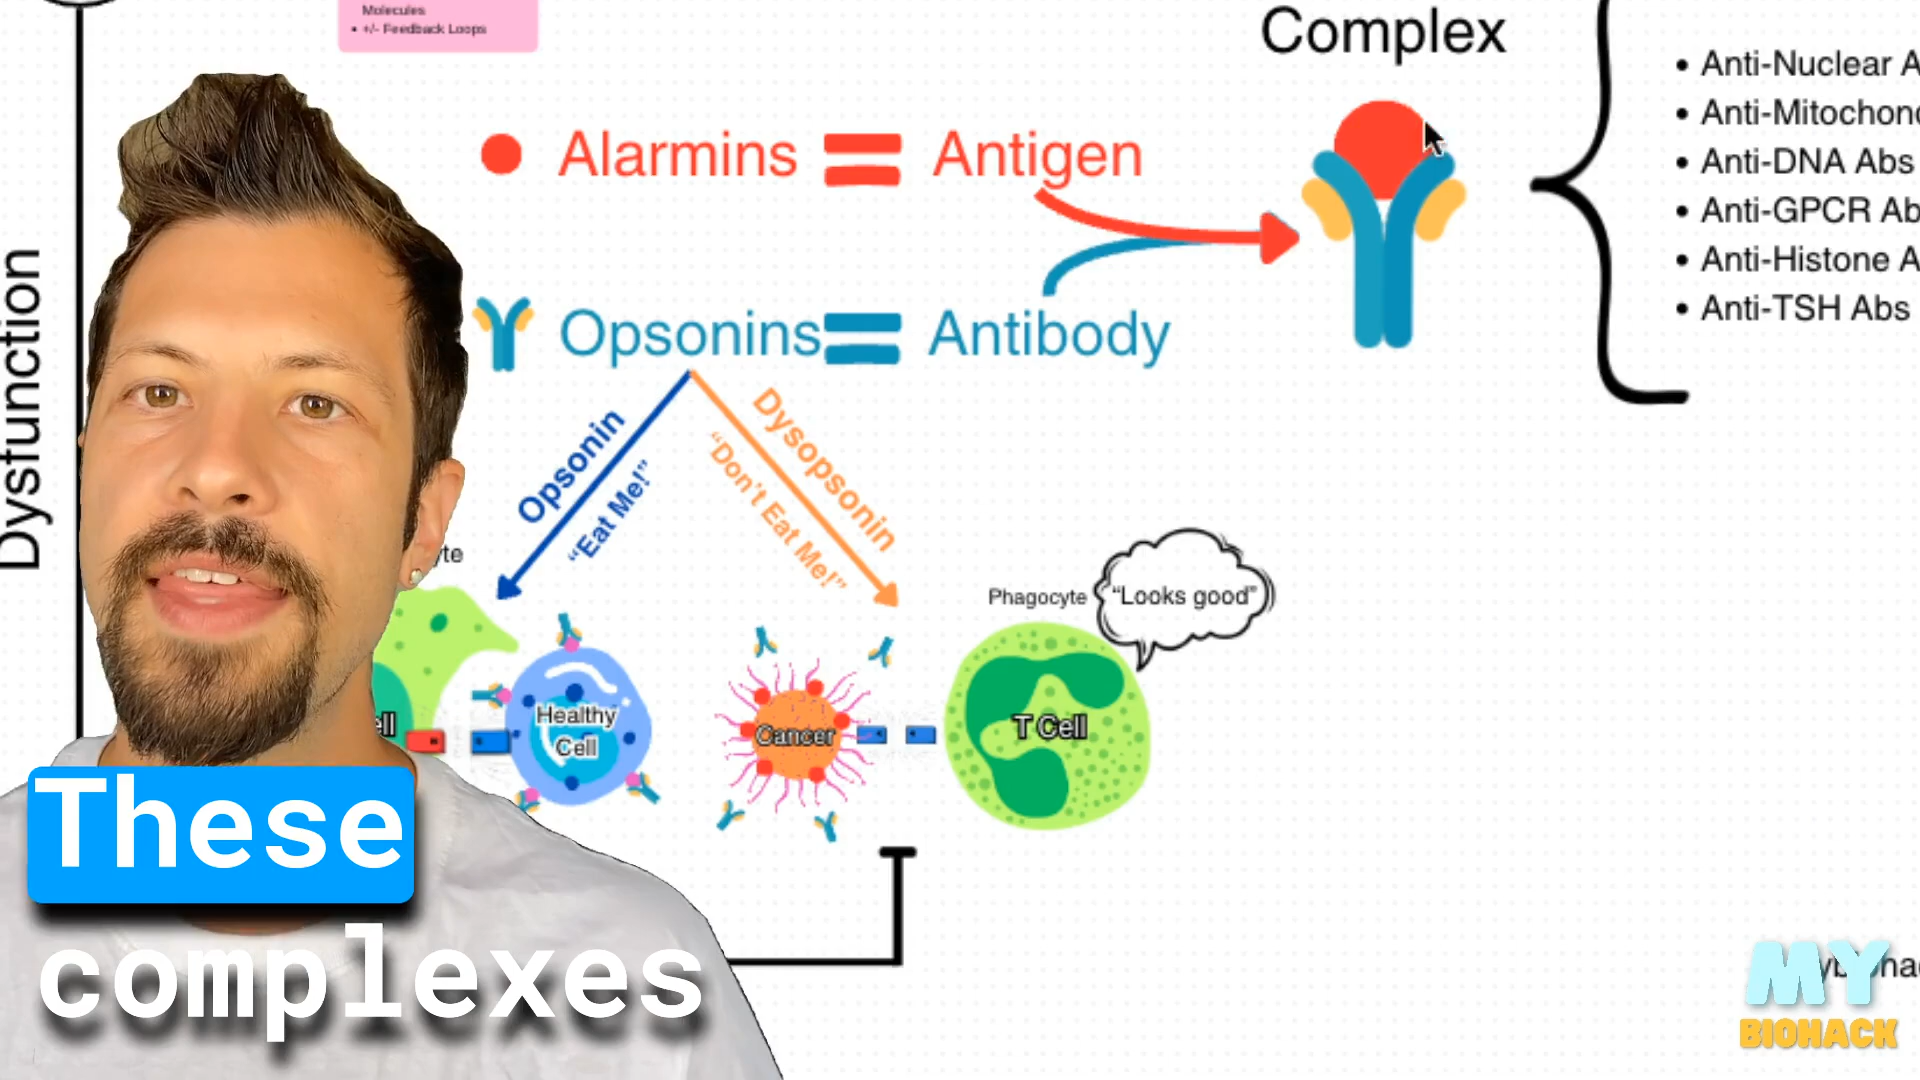 Molecules
• +/- Feedback Loops
Complex
• Anti-Nuclear A
• Anti-Mitochond
• Anti-DNA Abs
• Anti-GPCR Ab
• Anti-Histone A
• Anti-TSH Abs
Alarmins = Antigen
Opsonins = Antibody
Dysfunction
Opsonin
"Eat Me!"
Dysopsonin
"Don't Eat Me!"
Phagocyte
"Looks good"
Healthy
Cell
Cancer
T Cell
These
complexes
MY
BIOHACK